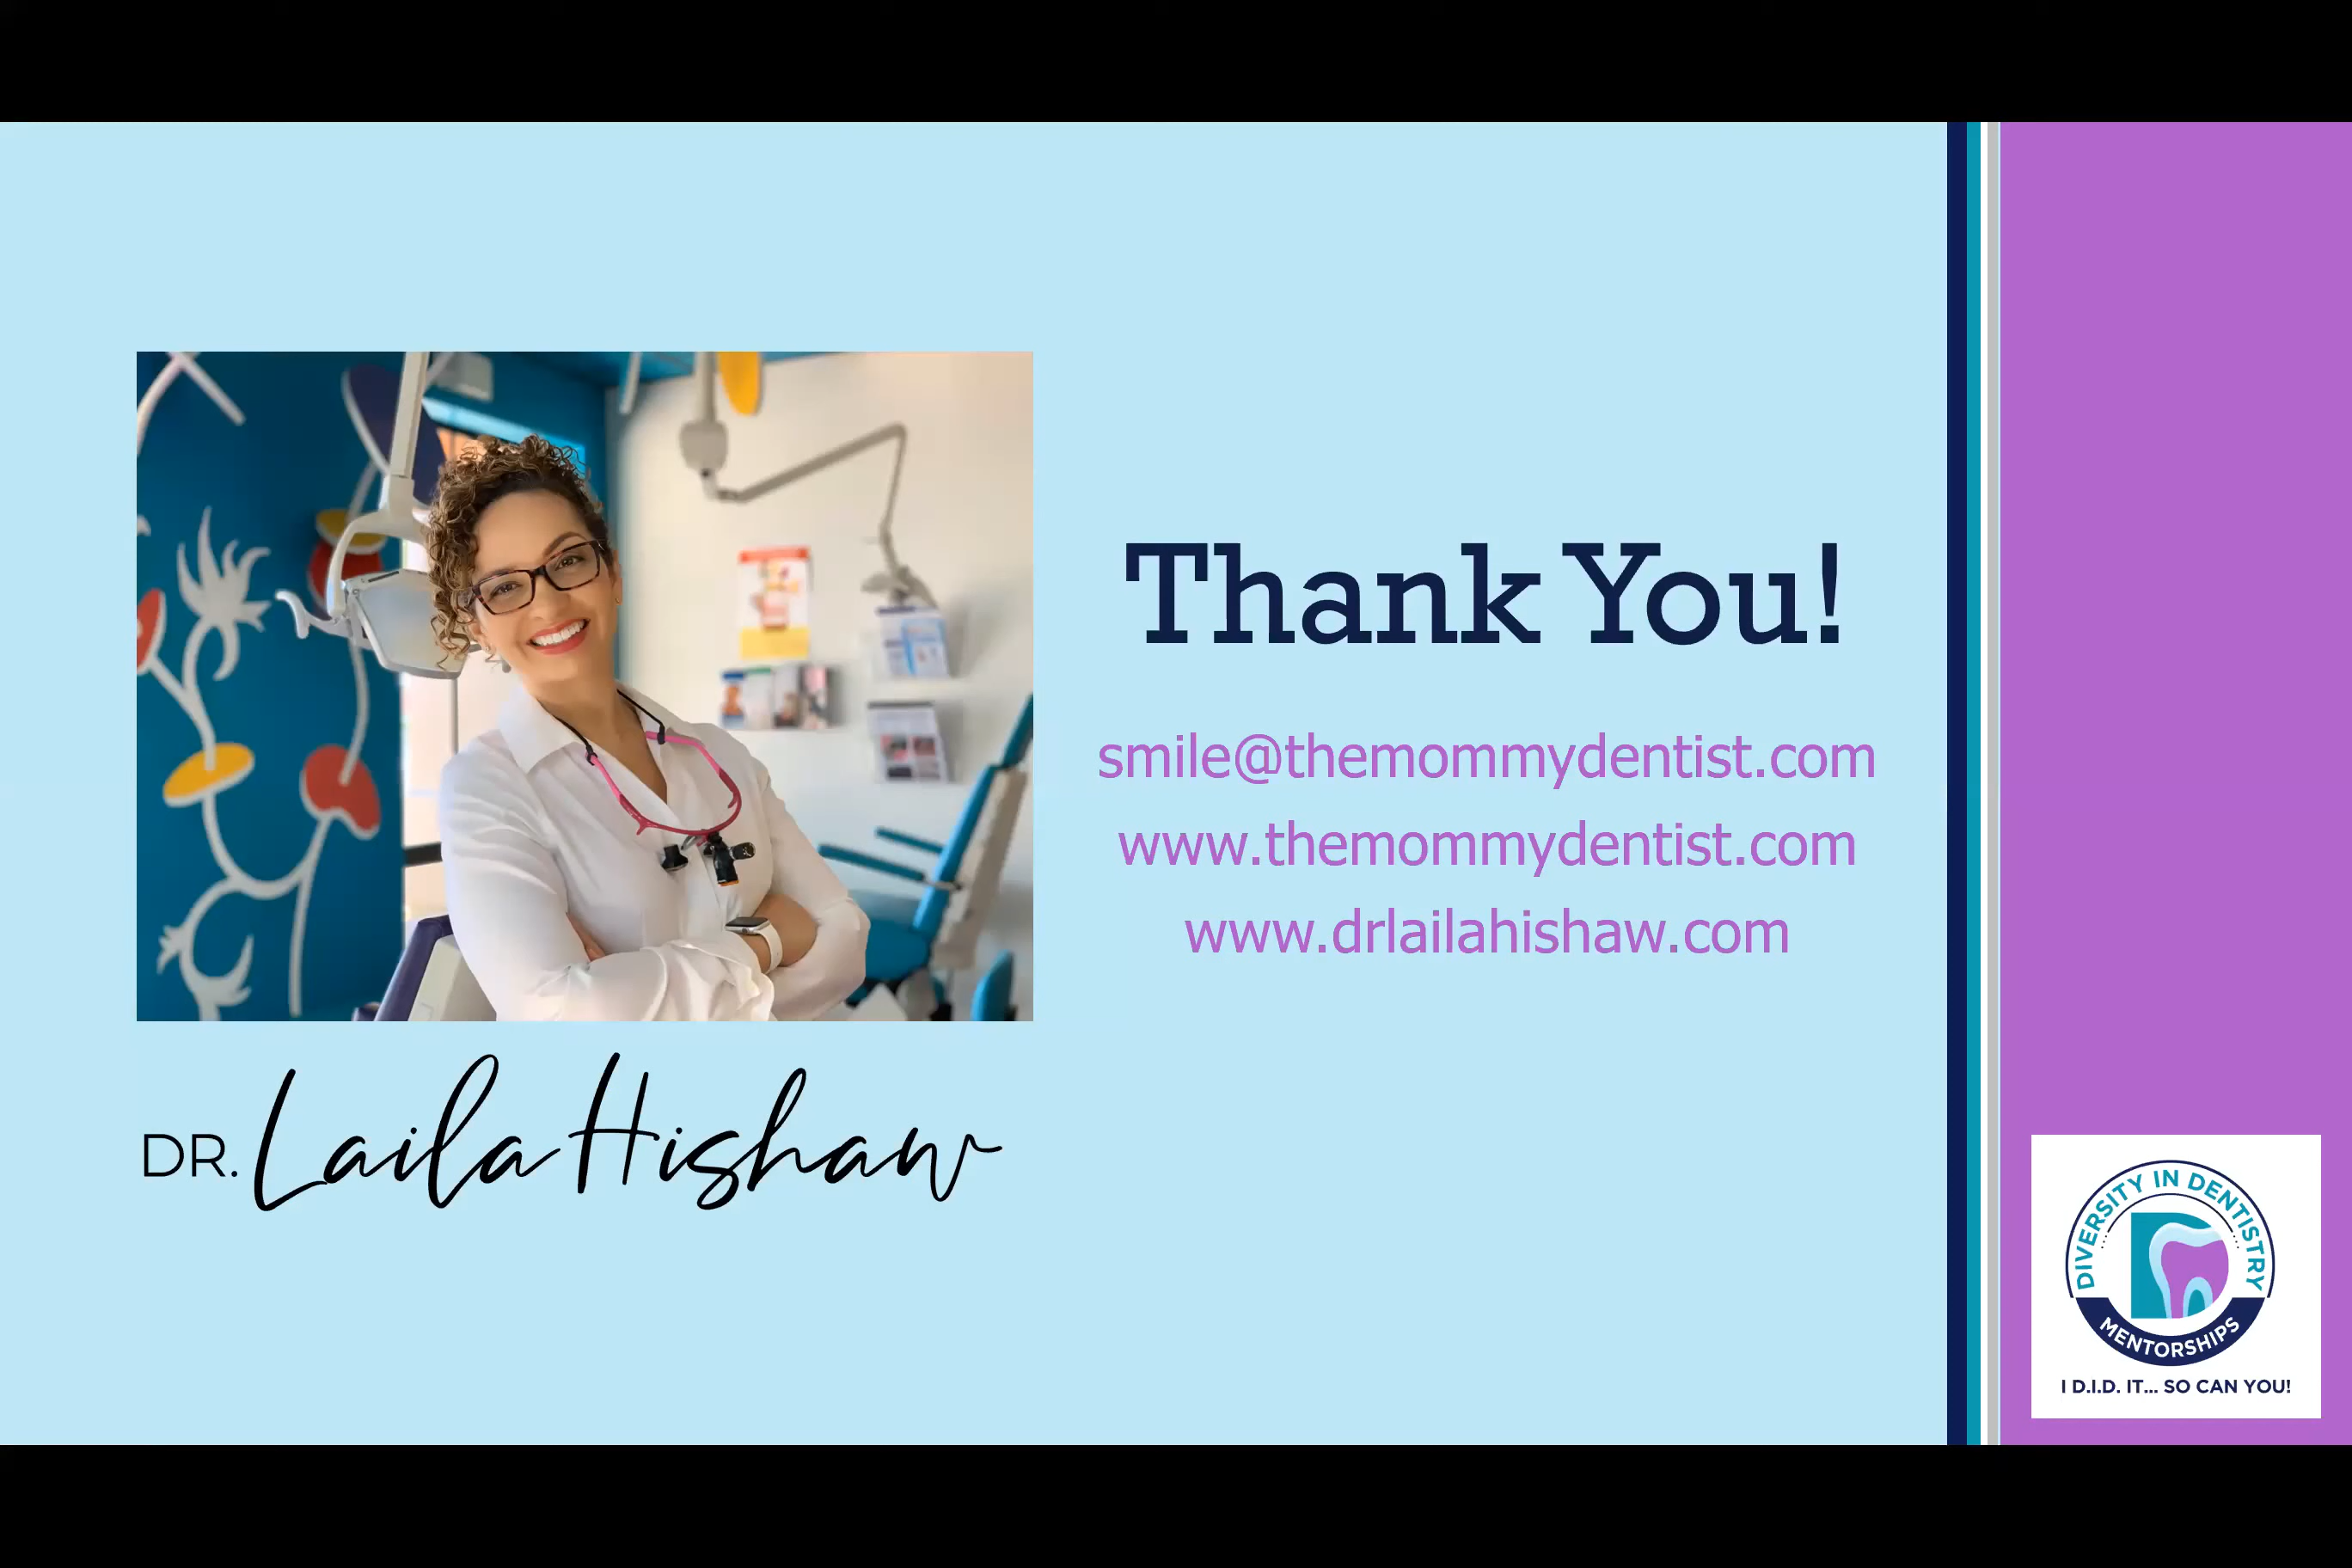 Thank You!
smile@themommydentist.com
www.themommydentist.com
www.drlailahishaw.com
DR. Laila Hishaw
DIVERSITY IN DENTISTRY
MENTORSHIPS
I D.I.D. IT... SO CAN YOU!